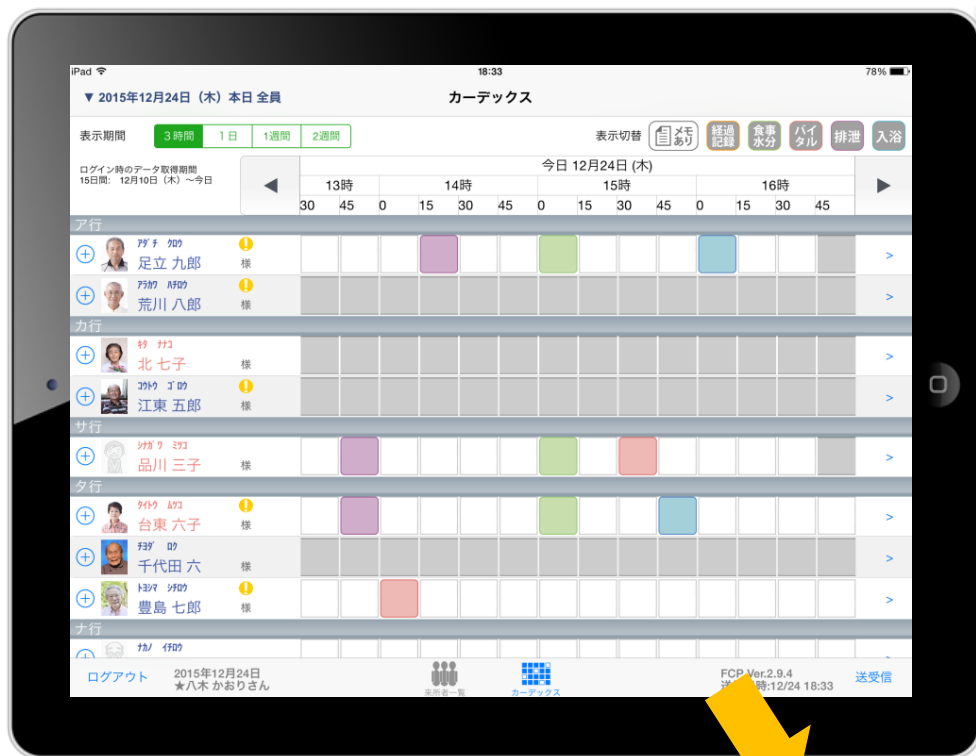 iPad 18:33 78%
▼ 2015年12月24日（木）本日 全員 カーデックス
表示期間 3時間 1日 1週間 2週間 表示切替 メモあり 経過記録 食事水分 バイタル 排泄 入浴
ログイン時のデータ取得期間
15日間: 12月10日（木）〜今日
今日 12月24日 (木)
◀ 13時 14時 15時 16時 ▶
30 45 0 15 30 45 0 15 30 45 0 15 30 45
ア行
ｱﾀﾞﾁ ｸﾛｳ
足立 九郎 様 >
ｱﾗｶﾜ ﾊﾁﾛｳ
荒川 八郎 様 >
カ行
ｷﾀ ﾅﾅｺ
北 七子 様 >
ｺｳﾄｳ ｺﾞﾛｳ
江東 五郎 様 >
サ行
ｼﾅｶﾞﾜ ﾐﾂｺ
品川 三子 様 >
タ行
ﾀｲﾄｳ ﾑﾂｺ
台東 六子 様 >
ﾁﾖﾀﾞ ﾛｸ
千代田 六 様 >
ﾄﾖｼﾏ ｼﾁﾛｳ
豊島 七郎 様 >
ナ行
ﾅｶﾉ ｲﾁﾛｳ
ログアウト 2015年12月24日
★八木 かおりさん
来所者一覧 カーデックス
FCP Ver.2.9.4
時:12/24 18:33 送受信